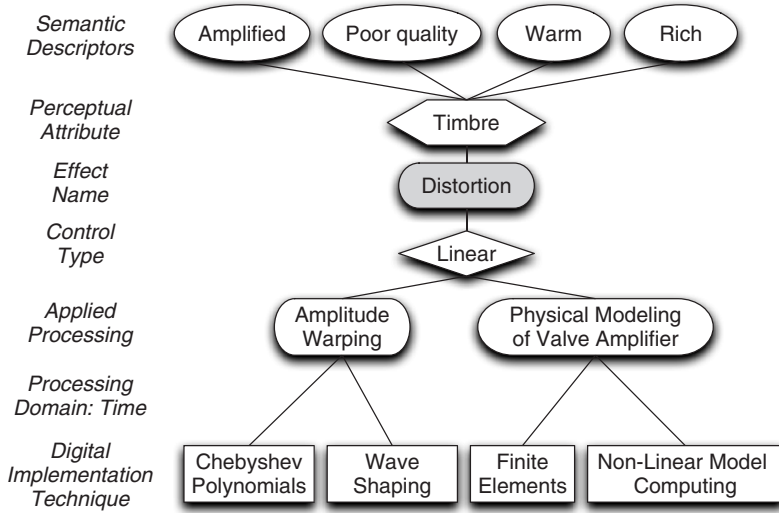 Semantic
Descriptors
Amplified
Poor quality
Warm
Rich
Perceptual
Attribute
Timbre
Effect
Name
Distortion
Control
Type
Linear
Applied
Processing
Amplitude
Warping
Physical Modeling
of Valve Amplifier
Processing
Domain: Time
Digital
Implementation
Technique
Chebyshev
Polynomials
Wave
Shaping
Finite
Elements
Non-Linear Model
Computing